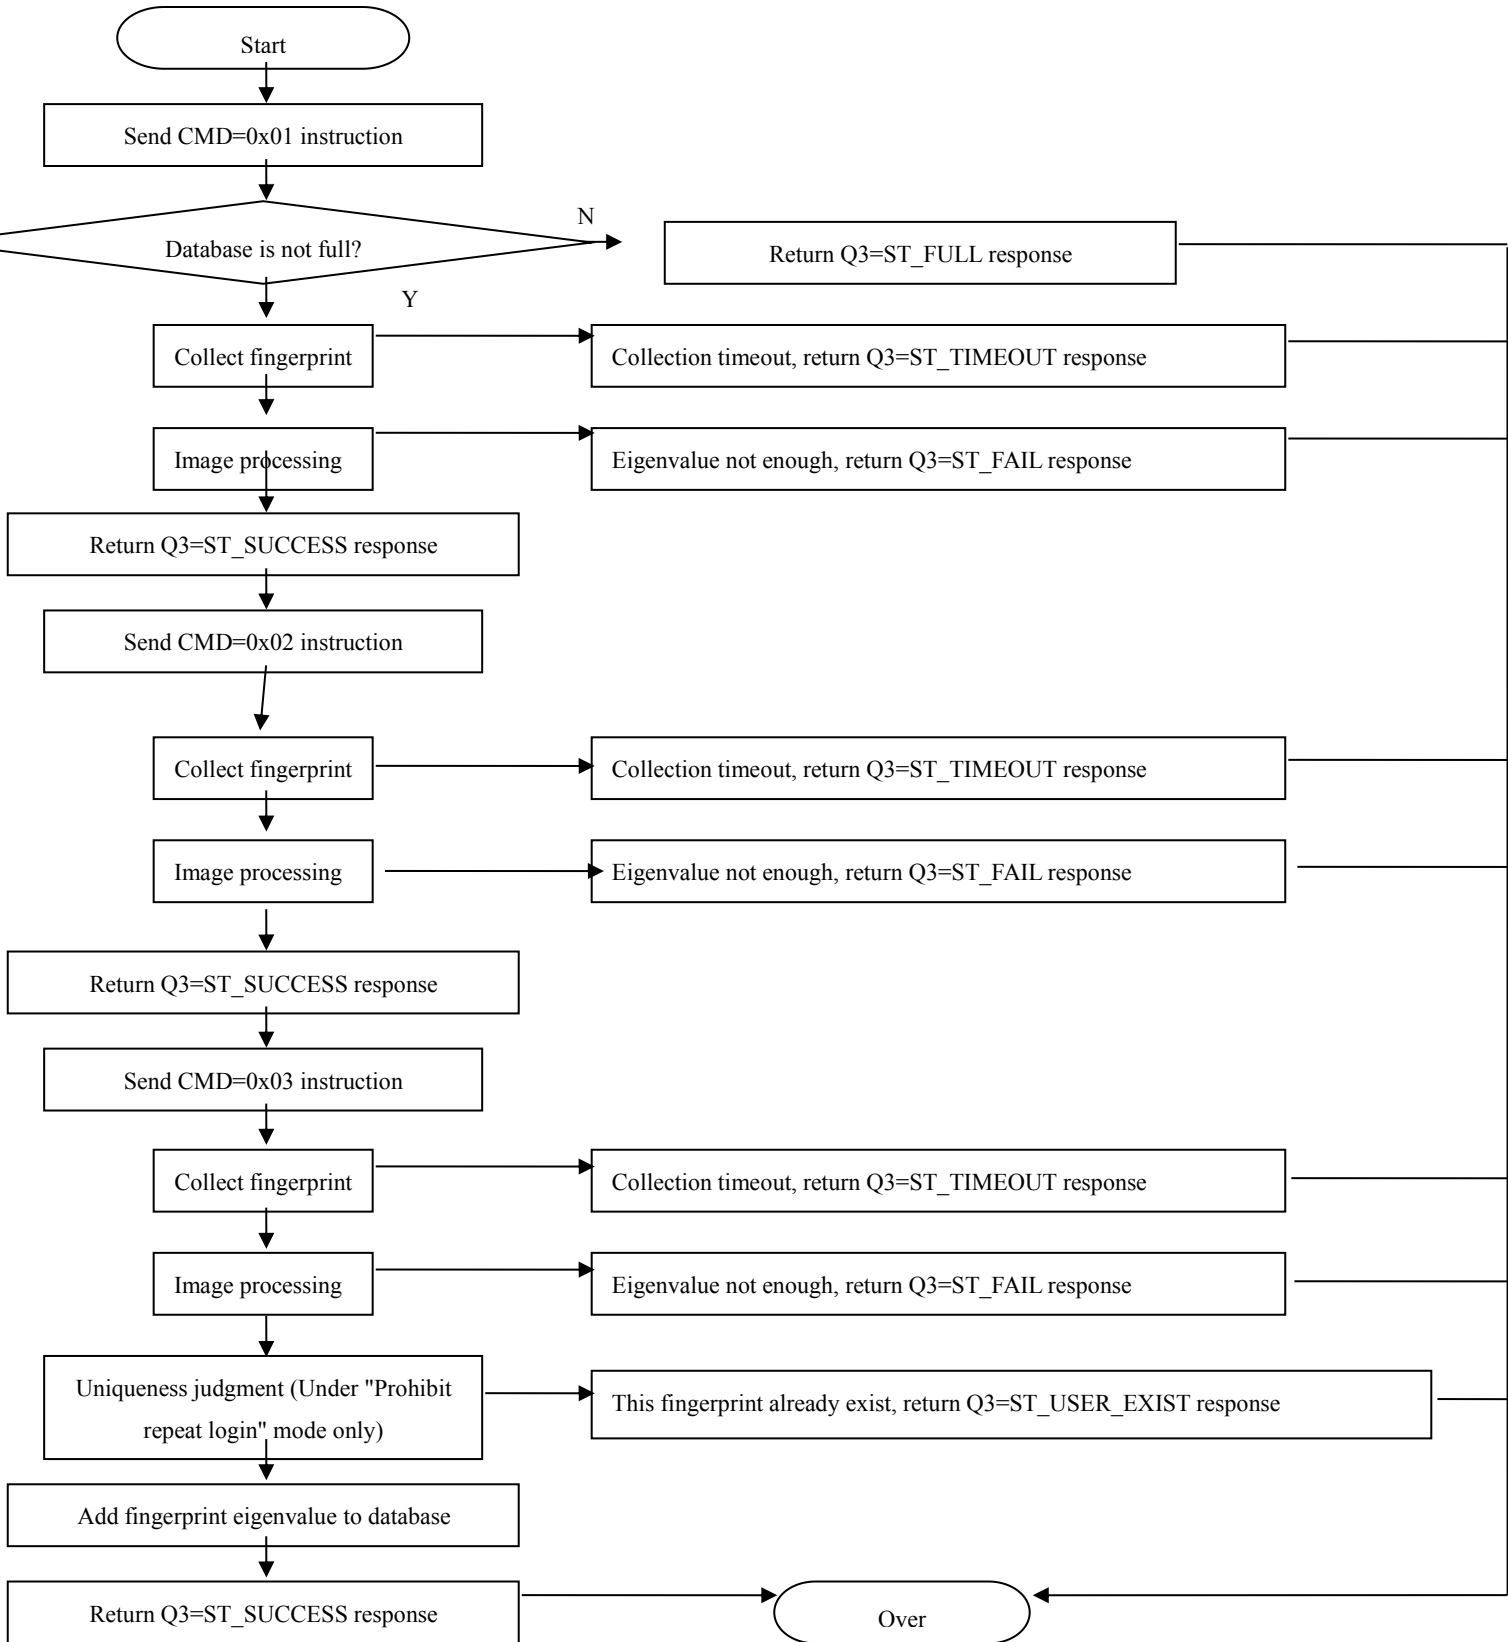 Start
Send CMD=0x01 instruction
N
Database is not full?
Return Q3=ST_FULL response
Y
Collect fingerprint
Collection timeout, return Q3=ST_TIMEOUT response
Image processing
Eigenvalue not enough, return Q3=ST_FAIL response
Return Q3=ST_SUCCESS response
Send CMD=0x02 instruction
Collect fingerprint
Collection timeout, return Q3=ST_TIMEOUT response
Image processing
Eigenvalue not enough, return Q3=ST_FAIL response
Return Q3=ST_SUCCESS response
Send CMD=0x03 instruction
Collect fingerprint
Collection timeout, return Q3=ST_TIMEOUT response
Image processing
Eigenvalue not enough, return Q3=ST_FAIL response
Uniqueness judgment (Under "Prohibit
repeat login" mode only)
This fingerprint already exist, return Q3=ST_USER_EXIST response
Add fingerprint eigenvalue to database
Return Q3=ST_SUCCESS response
Over